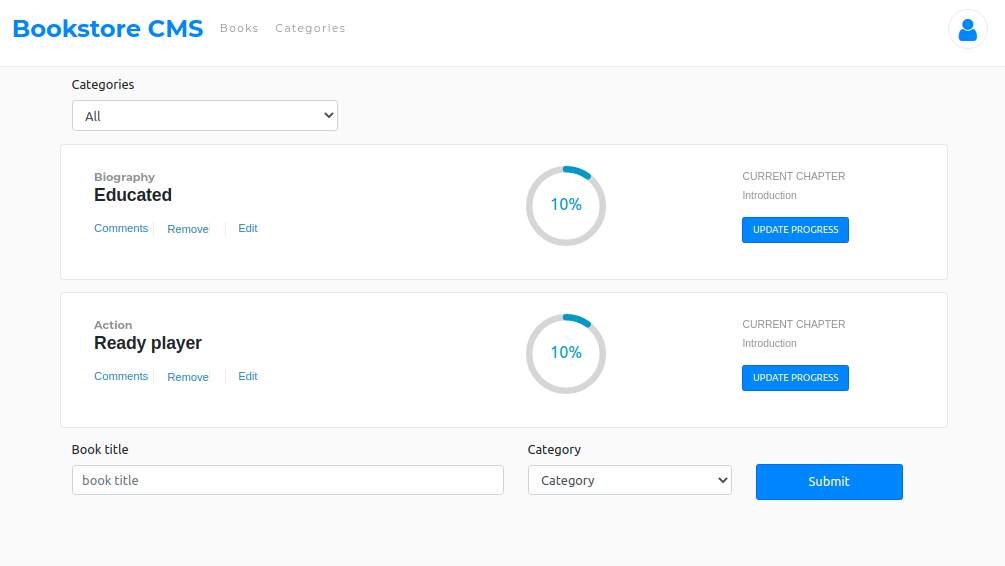 Bookstore CMS Books Categories
Categories
All
Biography
Educated
Comments Remove Edit
10%
CURRENT CHAPTER
Introduction
UPDATE PROGRESS
Action
Ready player
Comments Remove Edit
10%
CURRENT CHAPTER
Introduction
UPDATE PROGRESS
Book title
book title
Category
Category
Submit